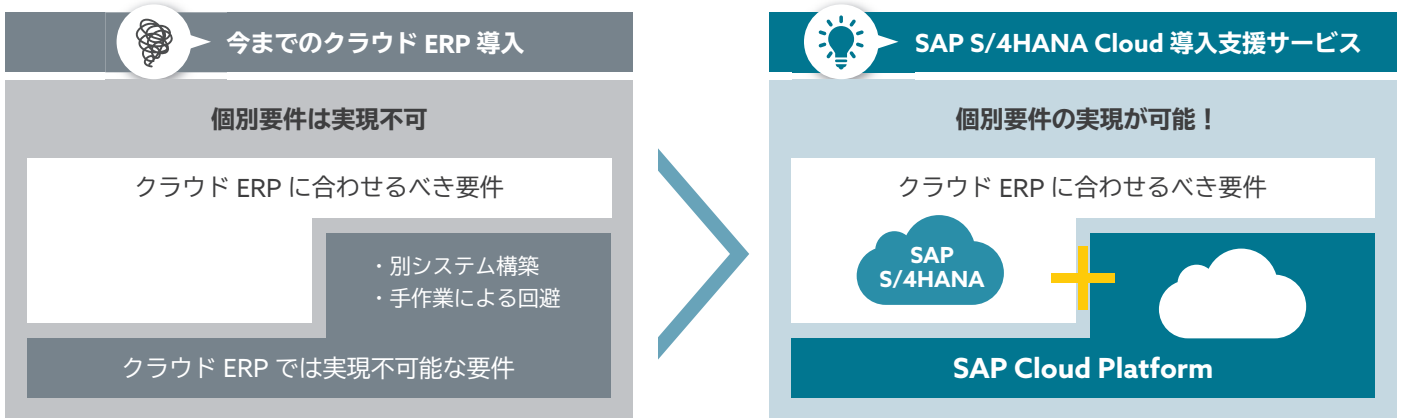 今までのクラウド ERP 導入
個別要件は実現不可
クラウド ERP に合わせるべき要件
・別システム構築
・手作業による回避
クラウド ERP では実現不可能な要件
SAP S/4HANA Cloud 導入支援サービス
個別要件の実現が可能！
クラウド ERP に合わせるべき要件
SAP
S/4HANA
SAP Cloud Platform